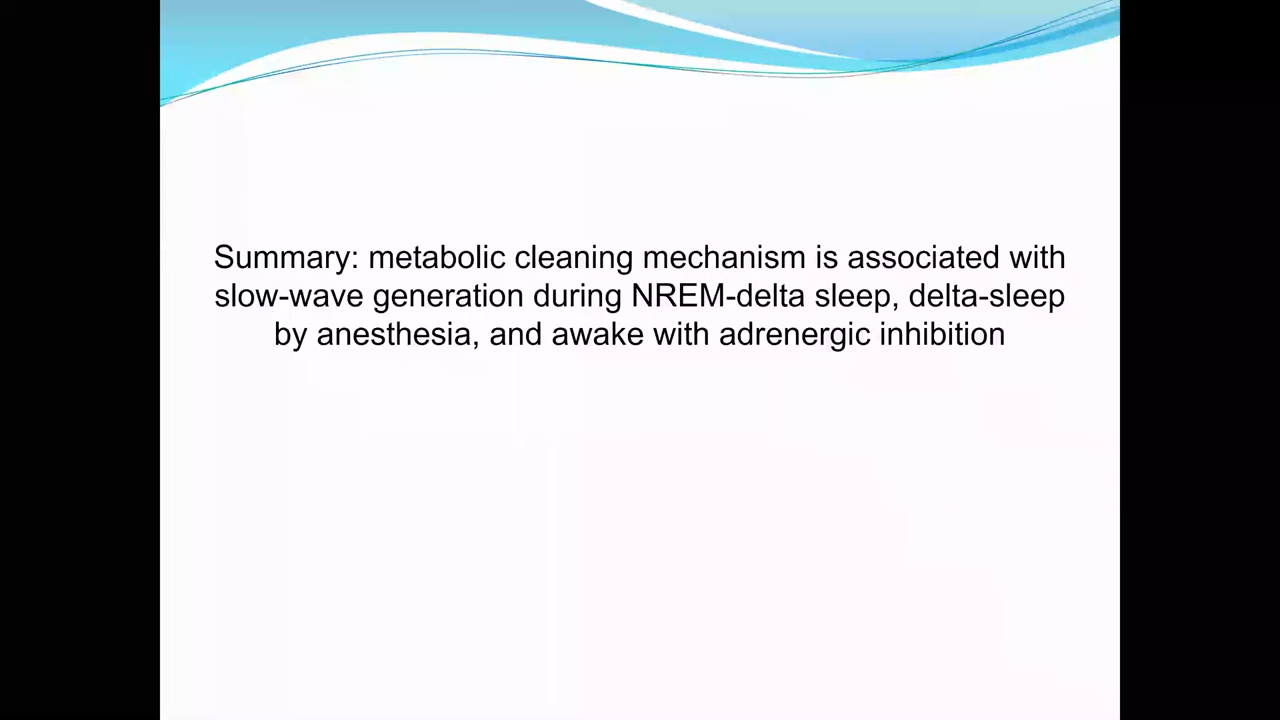 Summary: metabolic cleaning mechanism is associated with
slow-wave generation during NREM-delta sleep, delta-sleep
by anesthesia, and awake with adrenergic inhibition